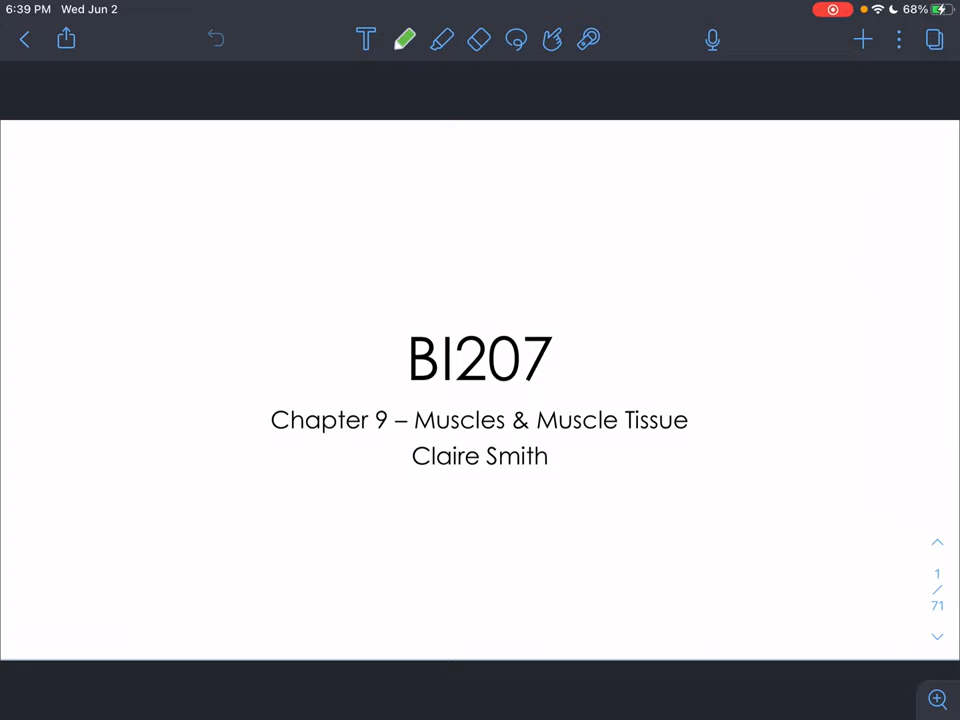 6:39 PM Wed Jun 2
68%
T
BI207
Chapter 9 – Muscles & Muscle Tissue
Claire Smith
1
/
71